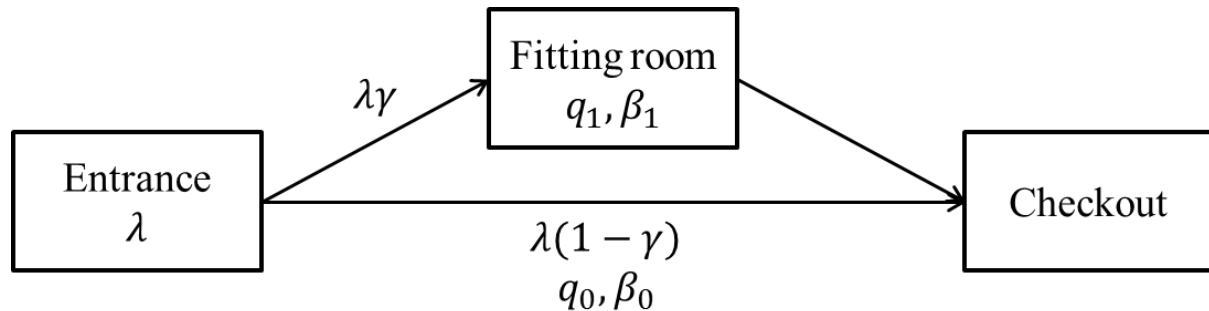 Entrance
λ
λγ
Fitting room
q₁, β₁
λ(1 − γ)
q₀, β₀
Checkout